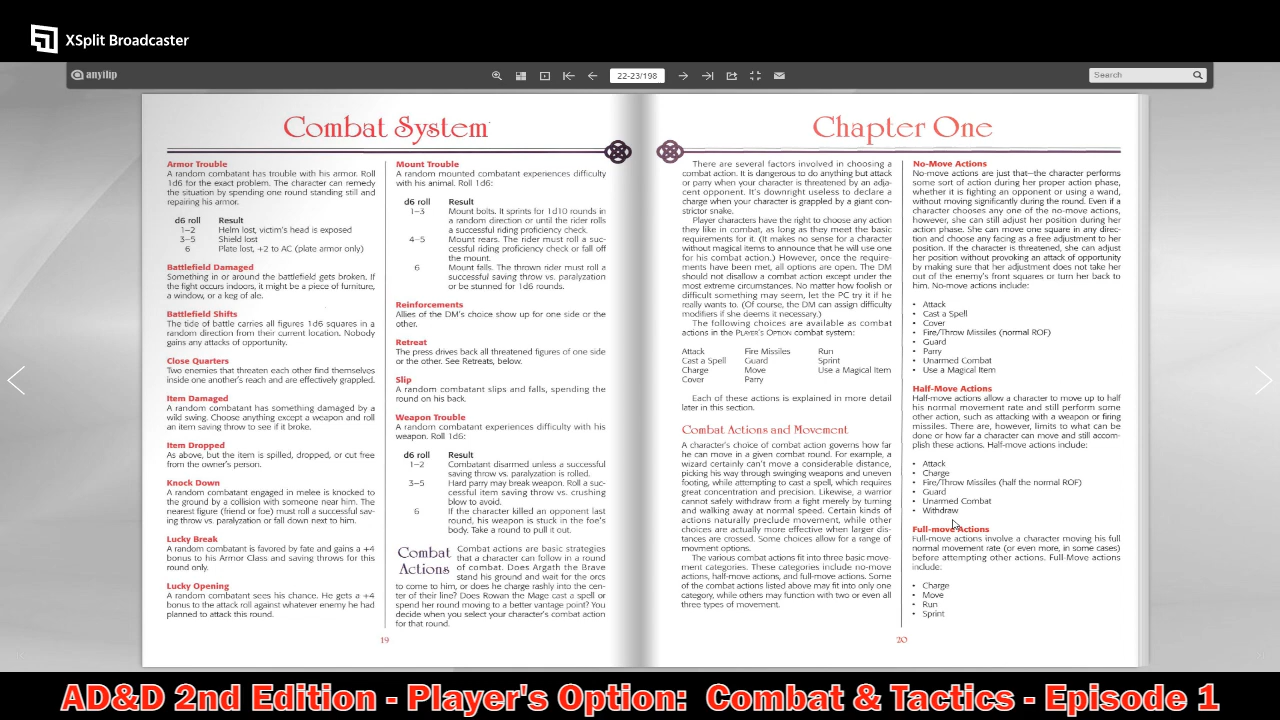 XSplit Broadcaster
anyflip
22-23/198
Search
Combat System
Armor Trouble
A random combatant has trouble with his armor. Roll
1d6 for the exact problem. The character can remedy
the situation by spending one round standing still and
repairing his armor.
d6 roll Result
1–2 Helm lost, victim's head is exposed
3–5 Shield lost
6 Plate lost, +2 to AC (plate armor only)
Battlefield Damaged
Something in or around the battlefield gets broken. If
the fight occurs indoors, it might be a piece of furniture,
a window, or a keg of ale.
Battlefield Shifts
The tide of battle carries all figures 1d6 squares in a
random direction from their current location. Nobody
gains any attacks of opportunity.
Close Quarters
Two enemies that threaten each other find themselves
inside one another's reach and are effectively grappled.
Item Damaged
A random combatant has something damaged by a
wild swing. Choose anything except a weapon and roll
an item saving throw to see if it broke.
Item Dropped
As above, but the item is spilled, dropped, or cut free
from the owner's person.
Knock Down
A random combatant engaged in melee is knocked to
the ground by a collision with someone near him. The
nearest figure (friend or foe) must roll a successful sav-
ing throw vs. paralyzation or fall down next to him.
Lucky Break
A random combatant is favored by fate and gains a +4
bonus to his Armor Class and saving throws for this
round only.
Lucky Opening
A random combatant sees his chance. He gets a +4
bonus to the attack roll against whatever enemy he had
planned to attack this round.
Mount Trouble
A random mounted combatant experiences difficulty
with his animal. Roll 1d6:
d6 roll Result
1–3 Mount bolts. It sprints for 1d10 rounds in
a random direction or until the rider rolls
a successful riding proficiency check.
4–5 Mount rears. The rider must roll a suc-
cessful riding proficiency check or fall off
the mount.
6 Mount falls. The thrown rider must roll a
successful saving throw vs. paralyzation
or be stunned for 1d6 rounds.
Reinforcements
Allies of the DM's choice show up for one side or the
other.
Retreat
The press drives back all threatened figures of one side
or the other. See Retreats, below.
Slip
A random combatant slips and falls, spending the
round on his back.
Weapon Trouble
A random combatant experiences difficulty with his
weapon. Roll 1d6:
d6 roll Result
1–2 Combatant disarmed unless a successful
saving throw vs. paralyzation is rolled.
3–5 Hard parry may break weapon. Roll a suc-
cessful item saving throw vs. crushing
blow to avoid.
6 If the character killed an opponent last
round, his weapon is stuck in the foe's
body. Take a round to pull it out.
Combat
Actions
Combat actions are basic strategies
that a character can follow in a round
of combat. Does Argath the Brave
stand his ground and wait for the orcs
to come to him, or does he charge rashly into the cen-
ter of their line? Does Rowan the Mage cast a spell or
spend her round moving to a better vantage point? You
decide when you select your character's combat action
for that round.
19
Chapter One
There are several factors involved in choosing a
combat action. It is dangerous to do anything but attack
or parry when your character is threatened by an adja-
cent opponent. It's downright useless to declare a
charge when your character is grappled by a giant con-
strictor snake.
Player characters have the right to choose any action
they like in combat, as long as they meet the basic
requirements for it. (It makes no sense for a character
without magical items to announce that he will use one
for his combat action.) However, once the require-
ments have been met, all options are open. The DM
should not disallow a combat action except under the
most extreme circumstances. No matter how foolish or
difficult something may seem, let the PC try it if he
really wants to. (Of course, the DM can assign difficulty
modifiers if she deems it necessary.)
The following choices are available as combat
actions in the PLAYER'S OPTION combat system:
Attack Fire Missiles Run
Cast a Spell Guard Sprint
Charge Move Use a Magical Item
Cover Parry
Each of these actions is explained in more detail
later in this section.
Combat Actions and Movement
A character's choice of combat action governs how far
he can move in a given combat round. For example, a
wizard certainly can't move a considerable distance,
picking his way through swinging weapons and uneven
footing, while attempting to cast a spell, which requires
great concentration and precision. Likewise, a warrior
cannot safely withdraw from a fight merely by turning
and walking away at normal speed. Certain kinds of
actions naturally preclude movement, while other
choices are actually more effective when larger dis-
tances are crossed. Some choices allow for a range of
movment options.
The various combat actions fit into three basic move-
ment categories. These categories include no-move
actions, half-move actions, and full-move actions. Some
of the combat actions listed above may fit into only one
category, while others may function with two or even all
three types of movement.
No-Move Actions
No-move actions are just that—the character performs
some sort of action during her proper action phase,
whether it is fighting an opponent or using a wand,
without moving significantly during the round. Even if a
character chooses any one of the no-move actions,
however, she can still adjust her position during her
action phase. She can move one square in any direc-
tion and choose any facing as a free adjustment to her
position. If the character is threatened, she can adjust
her position without provoking an attack of opportunity
by making sure that her adjustment does not take her
out of the enemy's front squares or bring her closer to
him. No-move actions include:
• Attack
• Cast a Spell
• Cover
• Fire/Throw Missiles (normal ROF)
• Guard
• Parry
• Unarmed Combat
• Use a Magical Item
Half-Move Actions
Half-move actions allow a character to move up to half
his normal movement rate and still perform some
other action, such as attacking with a weapon or firing
missiles. There are, however, limits to what can be
done or how far a character can move and still accom-
plish these actions. Half-move actions include:
• Attack
• Charge
• Fire/Throw Missiles (half the normal ROF)
• Guard
• Unarmed Combat
• Withdraw
Full-move Actions
Full-move actions involve a character moving his full
normal movement rate (or even more, in some cases)
before attempting other actions. Full-Move actions
include:
• Charge
• Move
• Run
• Sprint
20
AD&D 2nd Edition - Player's Option: Combat & Tactics - Episode 1